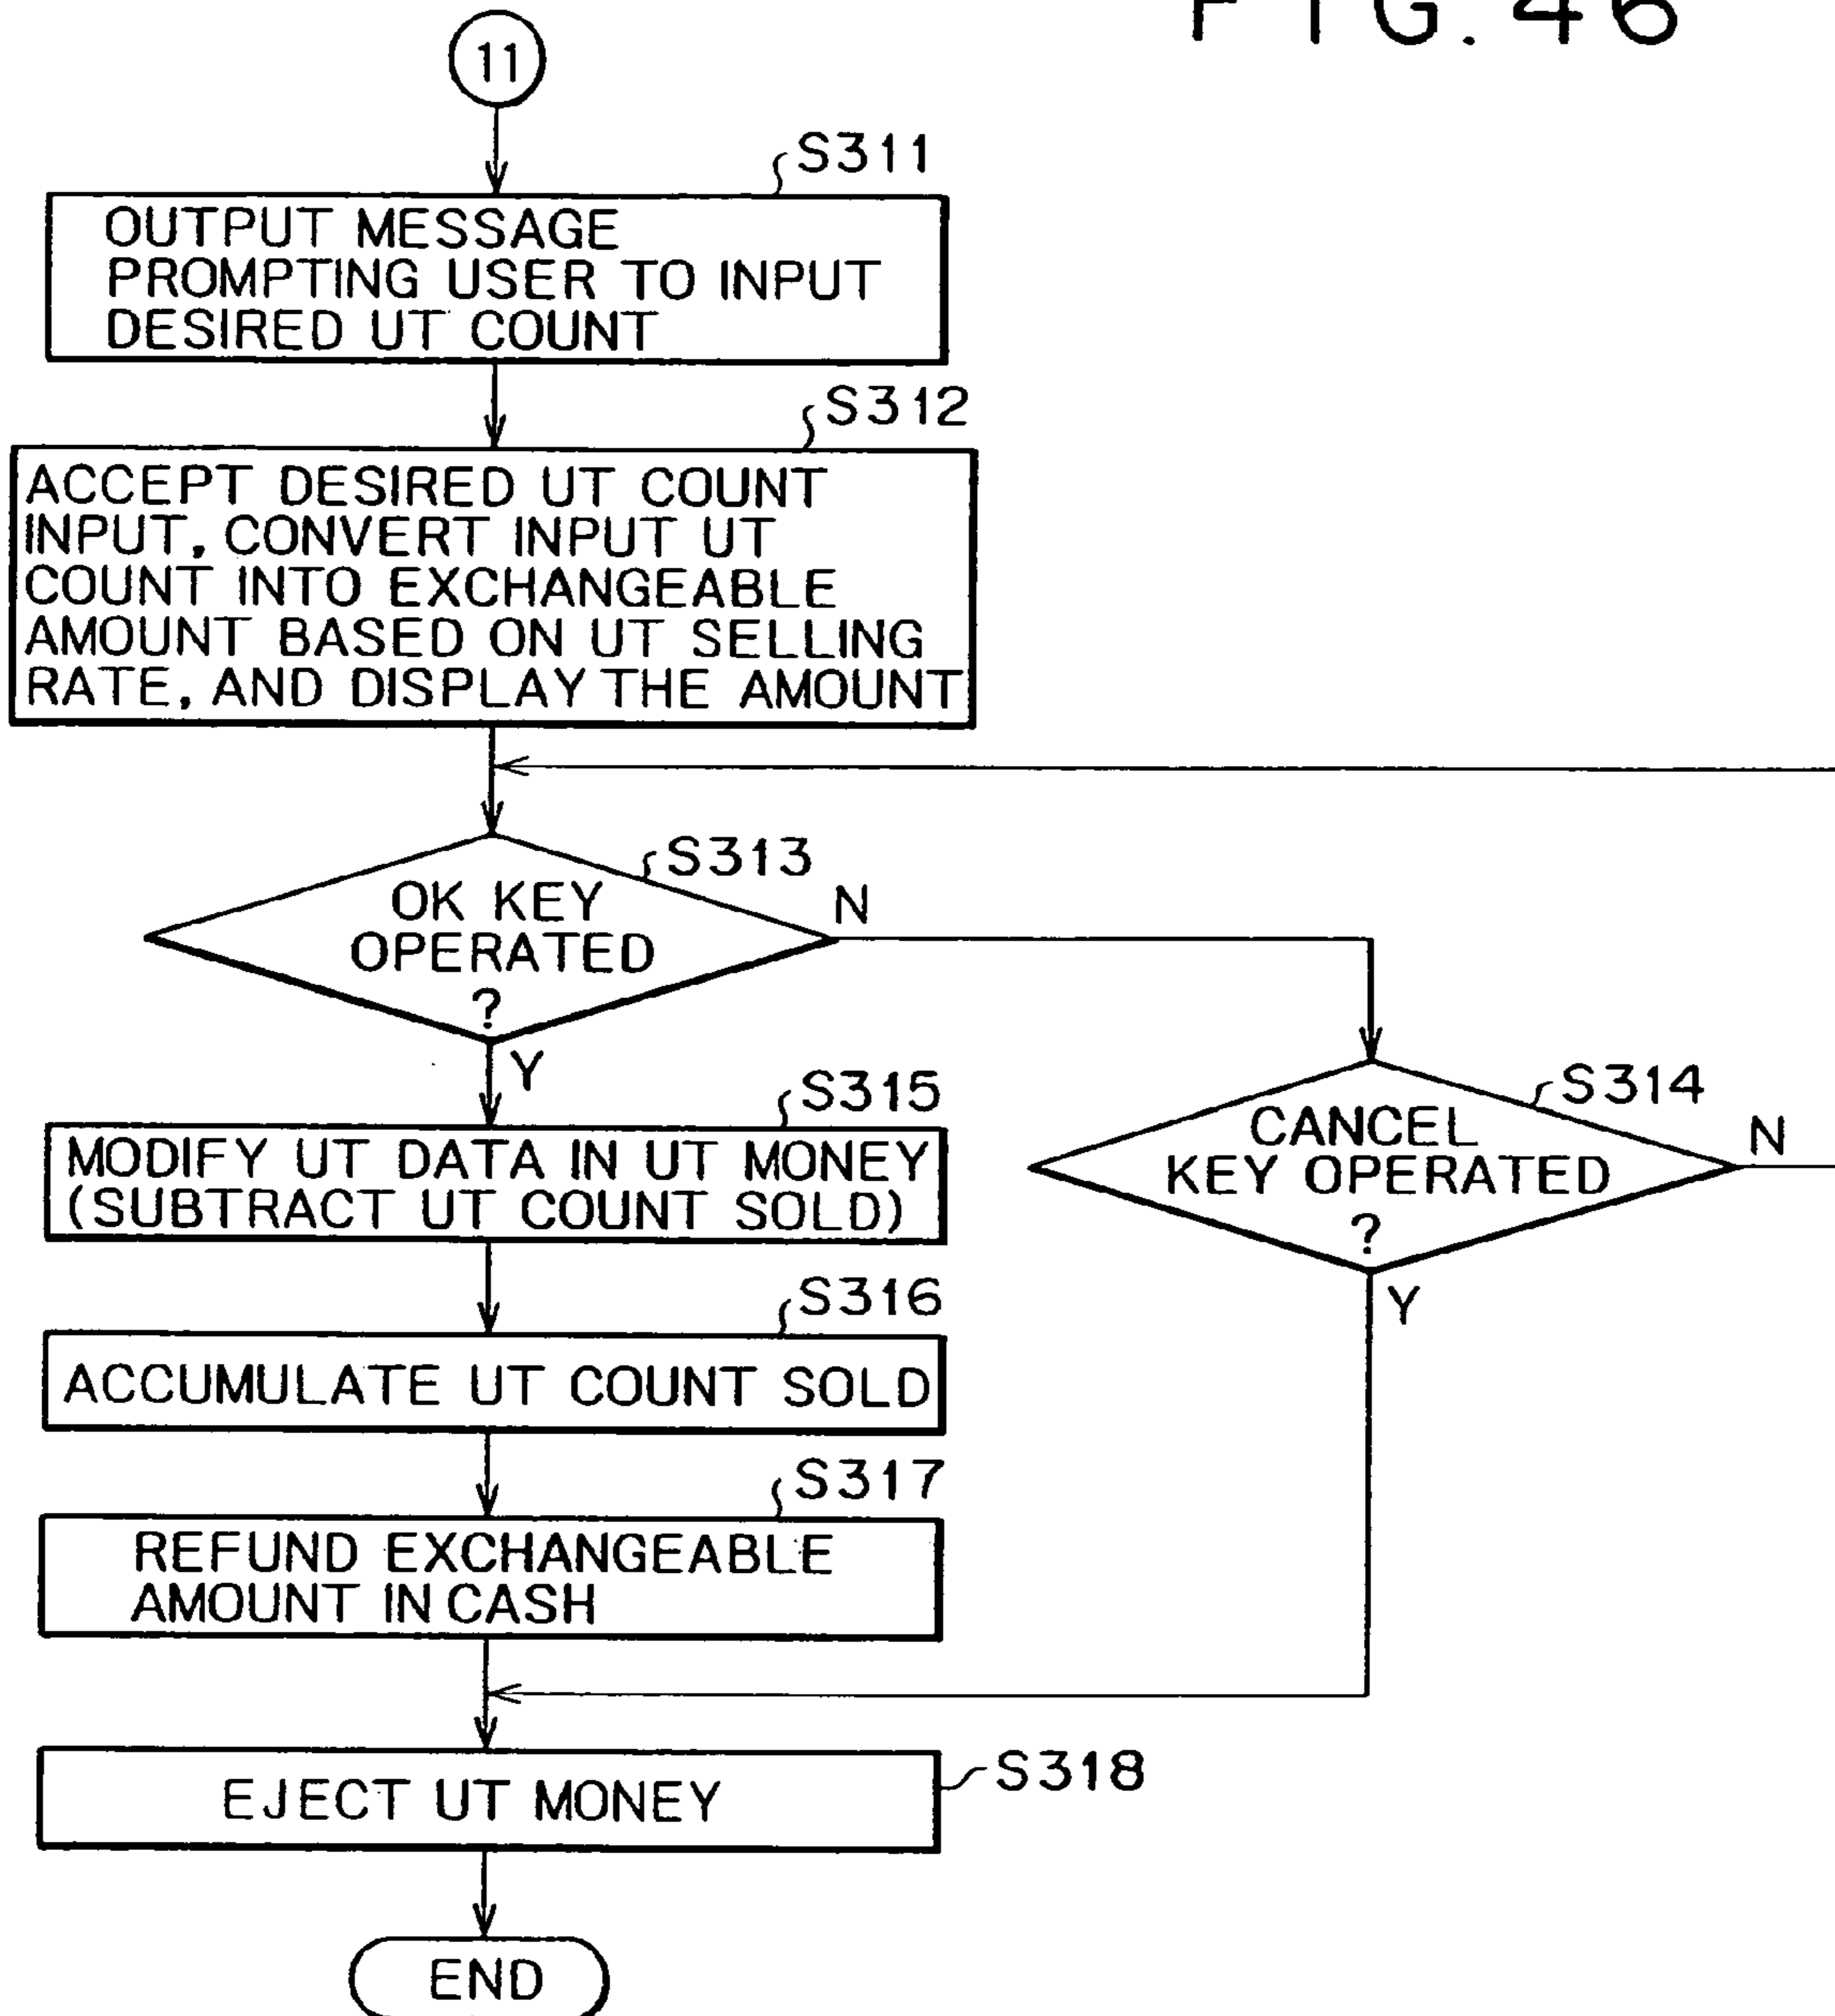 FIG.46
11
S311
OUTPUT MESSAGE
PROMPTING USER TO INPUT
DESIRED UT COUNT
S312
ACCEPT DESIRED UT COUNT
INPUT, CONVERT INPUT UT
COUNT INTO EXCHANGEABLE
AMOUNT BASED ON UT SELLING
RATE, AND DISPLAY THE AMOUNT
S313
OK KEY
OPERATED
?
N
Y
S314
CANCEL
KEY OPERATED
?
N
Y
S315
MODIFY UT DATA IN UT MONEY
(SUBTRACT UT COUNT SOLD)
S316
ACCUMULATE UT COUNT SOLD
S317
REFUND EXCHANGEABLE
AMOUNT IN CASH
S318
EJECT UT MONEY
END